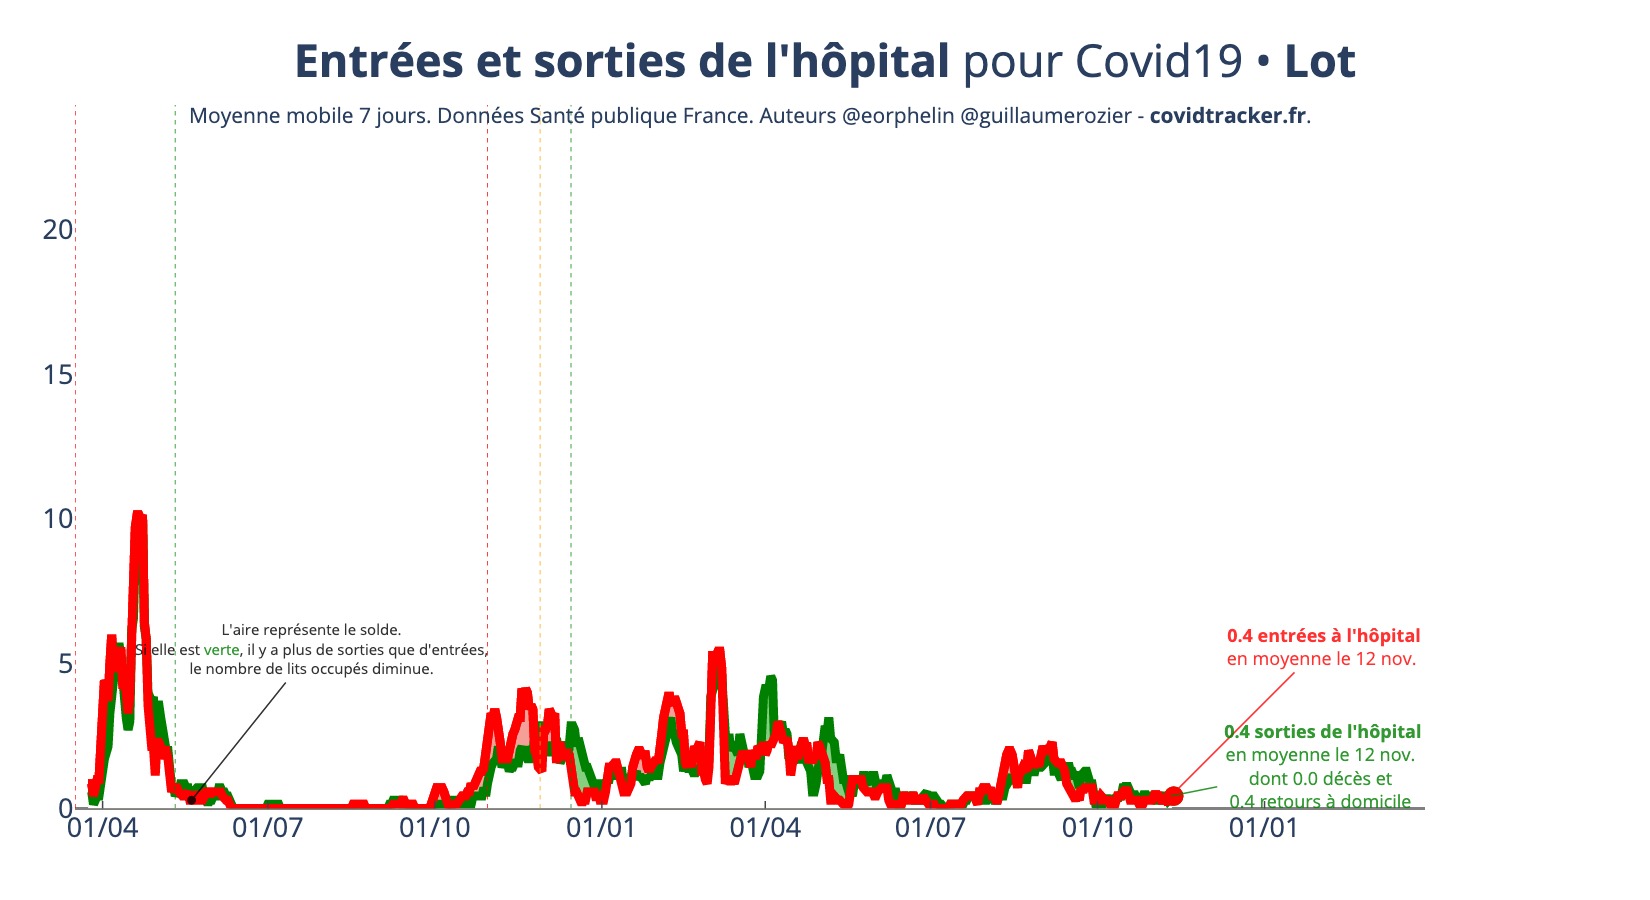 Entrées et sorties de l'hôpital pour Covid19 • Lot
Moyenne mobile 7 jours. Données Santé publique France. Auteurs @eorphelin @guillaumerozier - covidtracker.fr.
20
15
10
5
0
L'aire représente le solde.
Si elle est verte, il y a plus de sorties que d'entrées,
le nombre de lits occupés diminue.
0.4 entrées à l'hôpital
en moyenne le 12 nov.
0.4 sorties de l'hôpital
en moyenne le 12 nov.
dont 0.0 décès et
0.4 retours à domicile
01/04 01/07 01/10 01/01 01/04 01/07 01/10 01/01